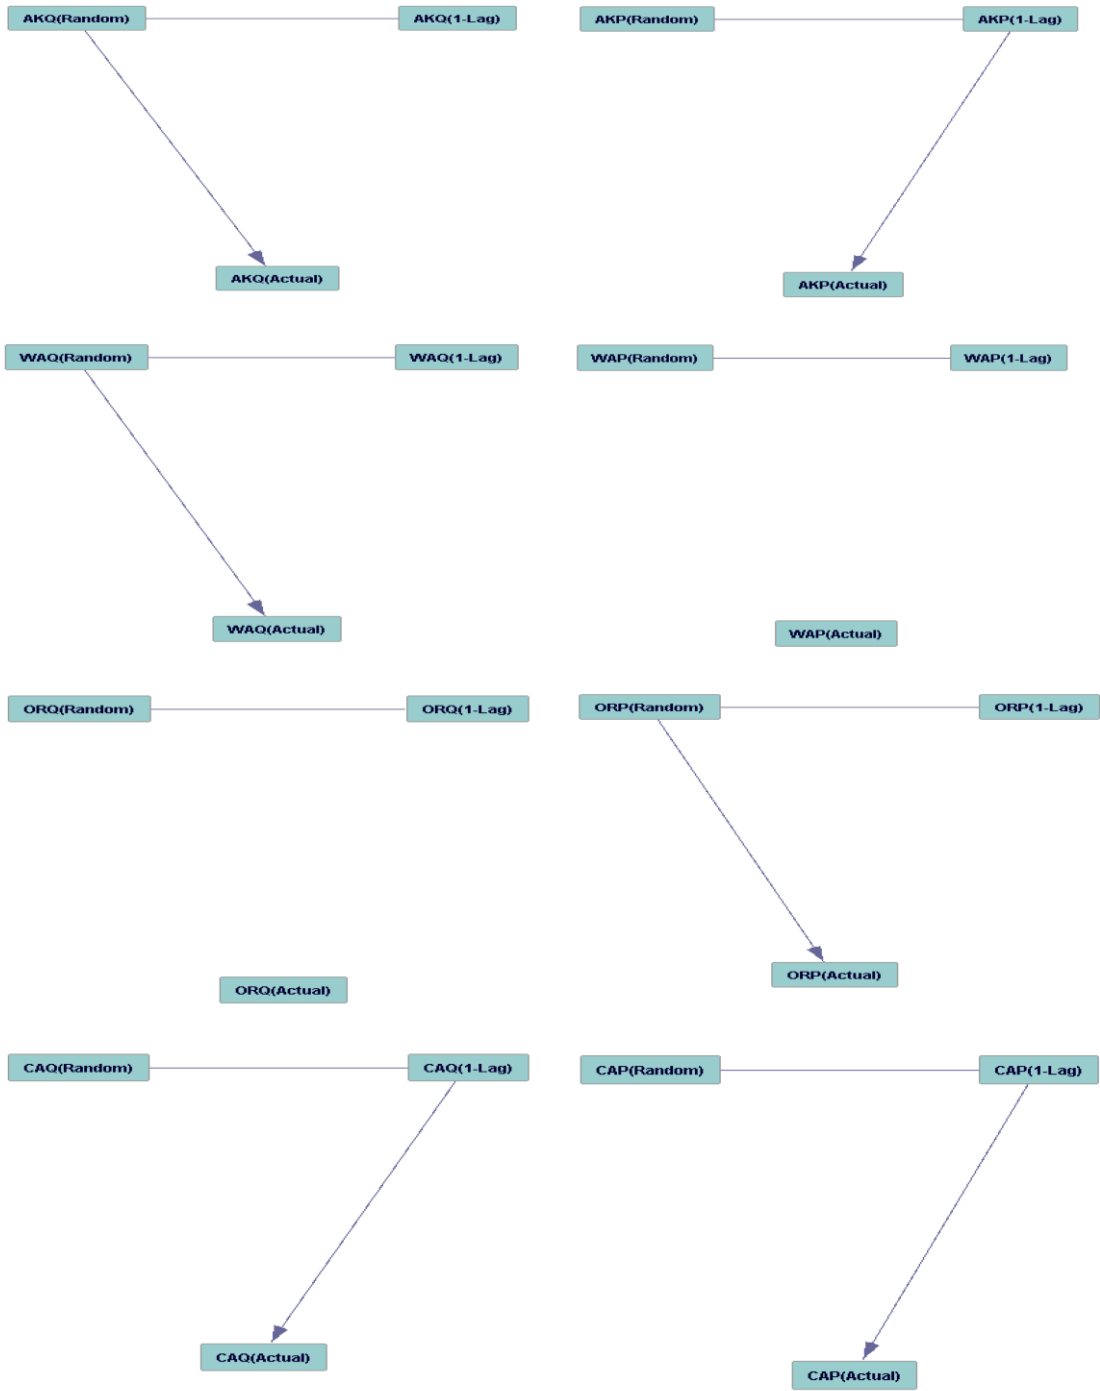 AKQ(Random) AKQ(1-Lag) AKP(Random) AKP(1-Lag)
AKQ(Actual) AKP(Actual)
WAQ(Random) WAQ(1-Lag) WAP(Random) WAP(1-Lag)
WAQ(Actual) WAP(Actual)
ORQ(Random) ORQ(1-Lag) ORP(Random) ORP(1-Lag)
ORQ(Actual) ORP(Actual)
CAQ(Random) CAQ(1-Lag) CAP(Random) CAP(1-Lag)
CAQ(Actual) CAP(Actual)